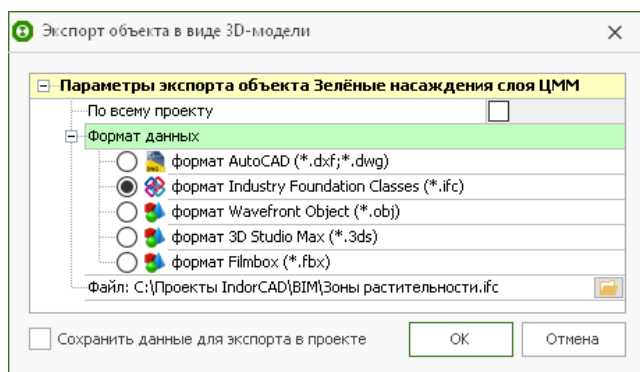 Экспорт объекта в виде 3D-модели
Параметры экспорта объекта Зелёные насаждения слоя ЦММ
По всему проекту
Формат данных
формат AutoCAD (*.dxf;*.dwg)
формат Industry Foundation Classes (*.ifc)
формат Wavefront Object (*.obj)
формат 3D Studio Max (*.3ds)
формат Filmbox (*.fbx)
Файл: C:\Проекты IndorCAD\BIM\Зоны растительности.ifc
Сохранить данные для экспорта в проекте
ОК
Отмена